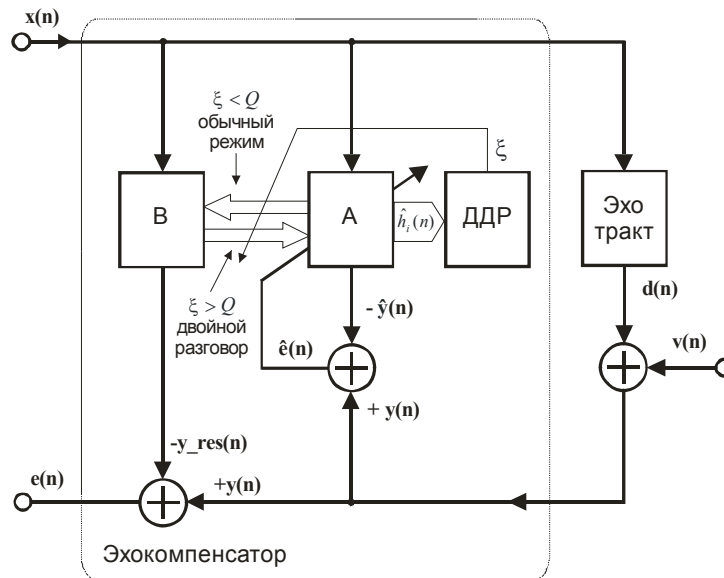 x(n)
ξ < Q
обычный
режим
ξ
B
A
ĥᵢ(n)
ДДР
Эхо
тракт
ξ > Q
двойной
разговор
- ŷ(n)
ê(n)
d(n)
v(n)
+ y(n)
-y_res(n)
e(n)
+y(n)
Эхокомпенсатор